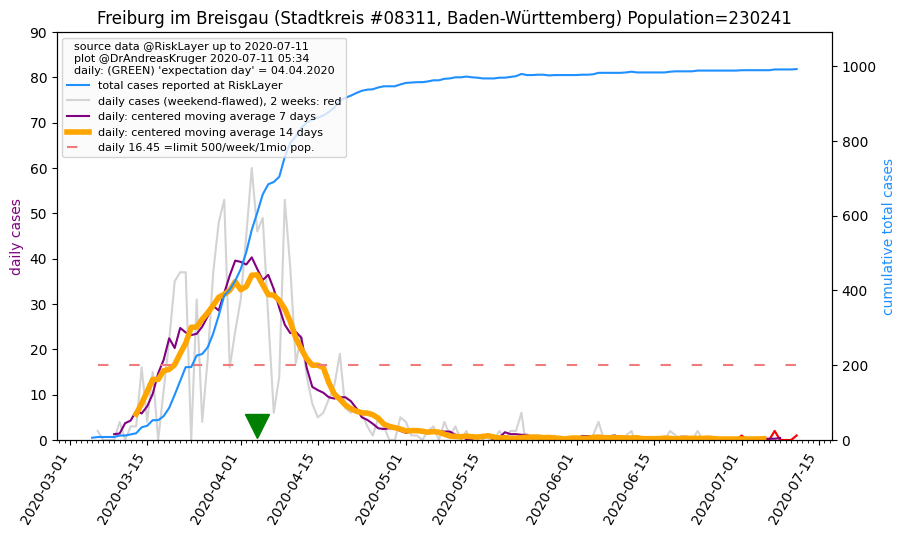 Freiburg im Breisgau (Stadtkreis #08311, Baden-Württemberg) Population=230241
source data @RiskLayer up to 2020-07-11
plot @DrAndreasKruger 2020-07-11 05:34
daily: (GREEN) 'expectation day' = 04.04.2020
total cases reported at RiskLayer
daily cases (weekend-flawed), 2 weeks: red
daily: centered moving average 7 days
daily: centered moving average 14 days
daily 16.45 =limit 500/week/1mio pop.
daily cases
90
80
70
60
50
40
30
20
10
0
cumulative total cases
1000
800
600
400
200
0
2020-03-01
2020-03-15
2020-04-01
2020-04-15
2020-05-01
2020-05-15
2020-06-01
2020-06-15
2020-07-01
2020-07-15